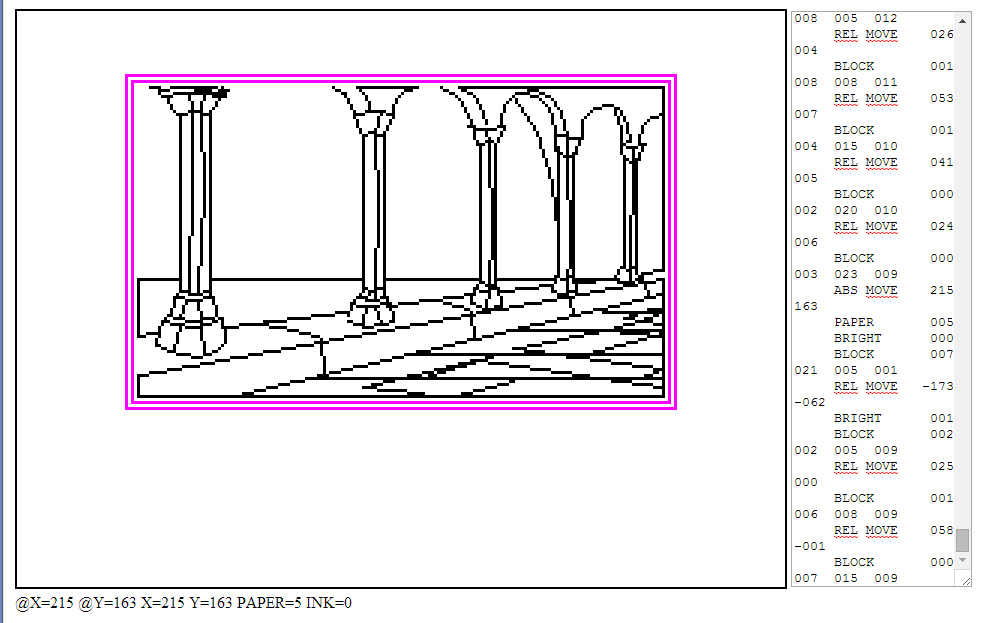 008 005 012
REL MOVE 026
004
BLOCK 001
008 008 011
REL MOVE 053
007
BLOCK 001
004 015 010
REL MOVE 041
005
BLOCK 000
002 020 010
REL MOVE 024
006
BLOCK 000
003 023 009
ABS MOVE 215
163
PAPER 005
BRIGHT 000
BLOCK 007
021 005 001
REL MOVE -173
-062
BRIGHT 001
BLOCK 002
002 005 009
REL MOVE 025
000
BLOCK 001
006 008 009
REL MOVE 058
-001
BLOCK 000
007 015 009
@X=215 @Y=163 X=215 Y=163 PAPER=5 INK=0